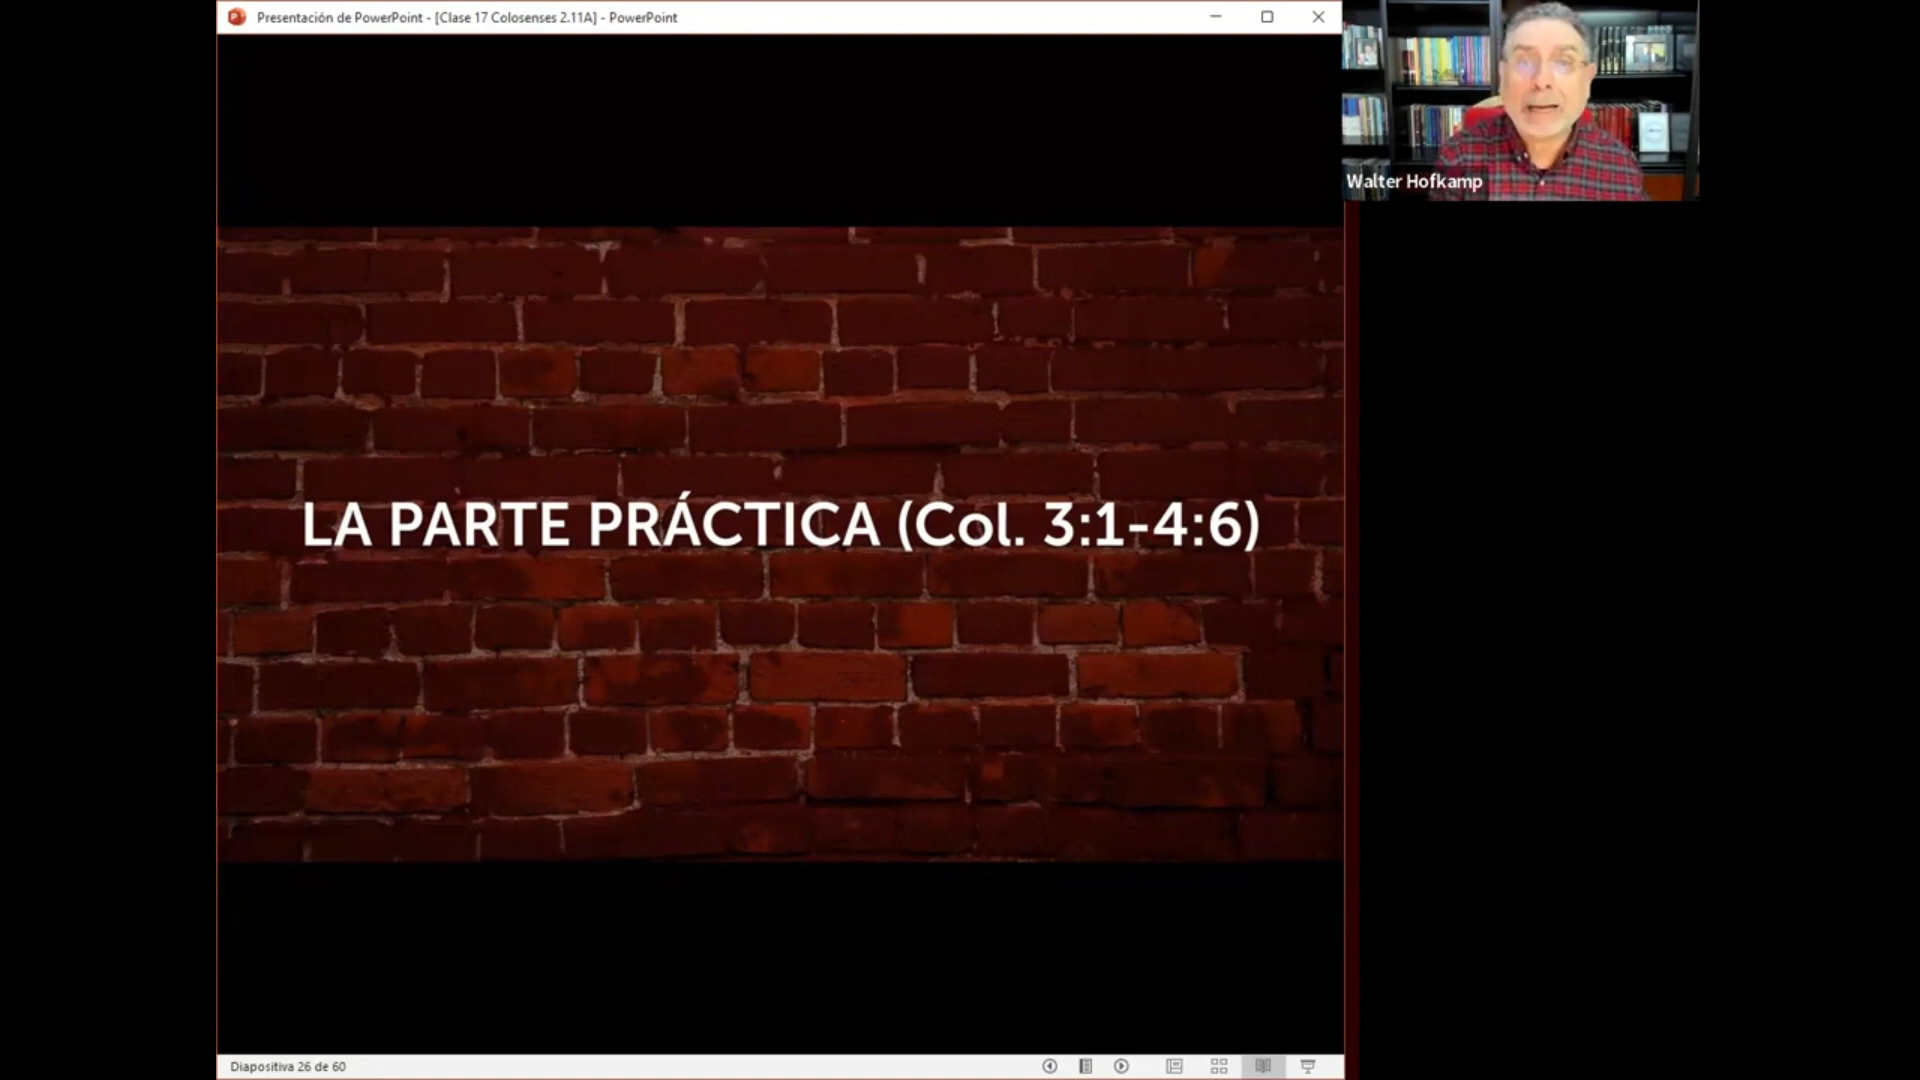 Presentación de PowerPoint - [Clase 17 Colosenses 2.11A] - PowerPoint
Walter Hofkamp
LA PARTE PRÁCTICA (Col. 3:1-4:6)
Diapositiva 26 de 60